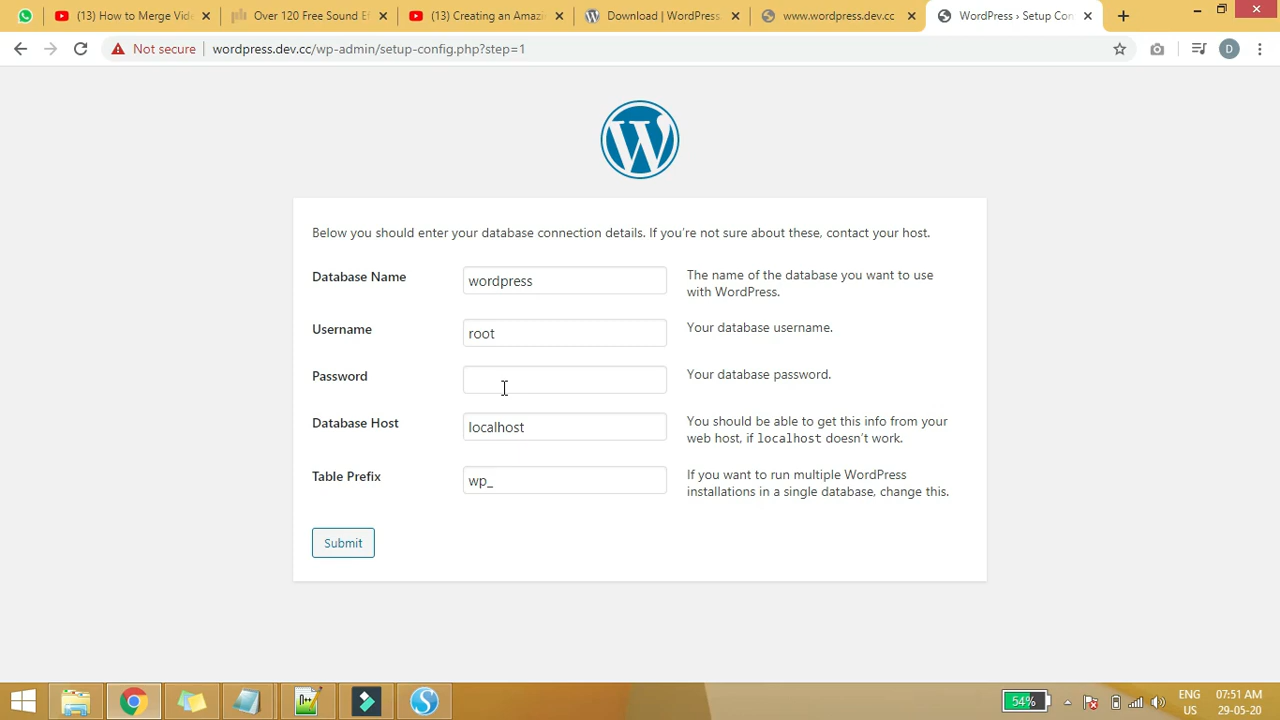 (13) How to Merge Vide
Over 120 Free Sound Ef
(13) Creating an Amazi
Download | WordPress.
www.wordpress.dev.cc
WordPress › Setup Con
Not secure
wordpress.dev.cc/wp-admin/setup-config.php?step=1
D
Below you should enter your database connection details. If you're not sure about these, contact your host.
Database Name
wordpress
The name of the database you want to use
with WordPress.
Username
root
Your database username.
Password
Your database password.
Database Host
localhost
You should be able to get this info from your
web host, if localhost doesn't work.
Table Prefix
wp_
If you want to run multiple WordPress
installations in a single database, change this.
Submit
54%
ENG
US
07:51 AM
29-05-20